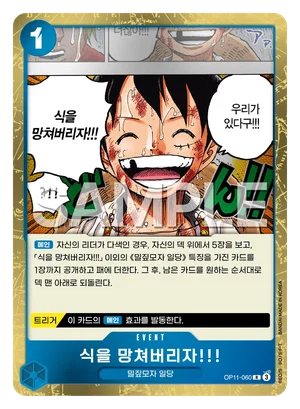 1
식을
망쳐버리자!!!
우리가
있다구!!!
SAMPLE
메인 자신의 리더가 다색인 경우, 자신의 덱 위에서 5장을 보고,
「식을 망쳐버리자!!!」 이외의 《밀짚모자 일당》 특징을 가진 카드를
1장까지 공개하고 패에 더한다. 그 후, 남은 카드를 원하는 순서대로
덱 맨 아래로 되돌린다.
트리거 이 카드의 메인 효과를 발동한다.
EVENT
식을 망쳐버리자!!!
밀짚모자 일당
OP11-060 R 3